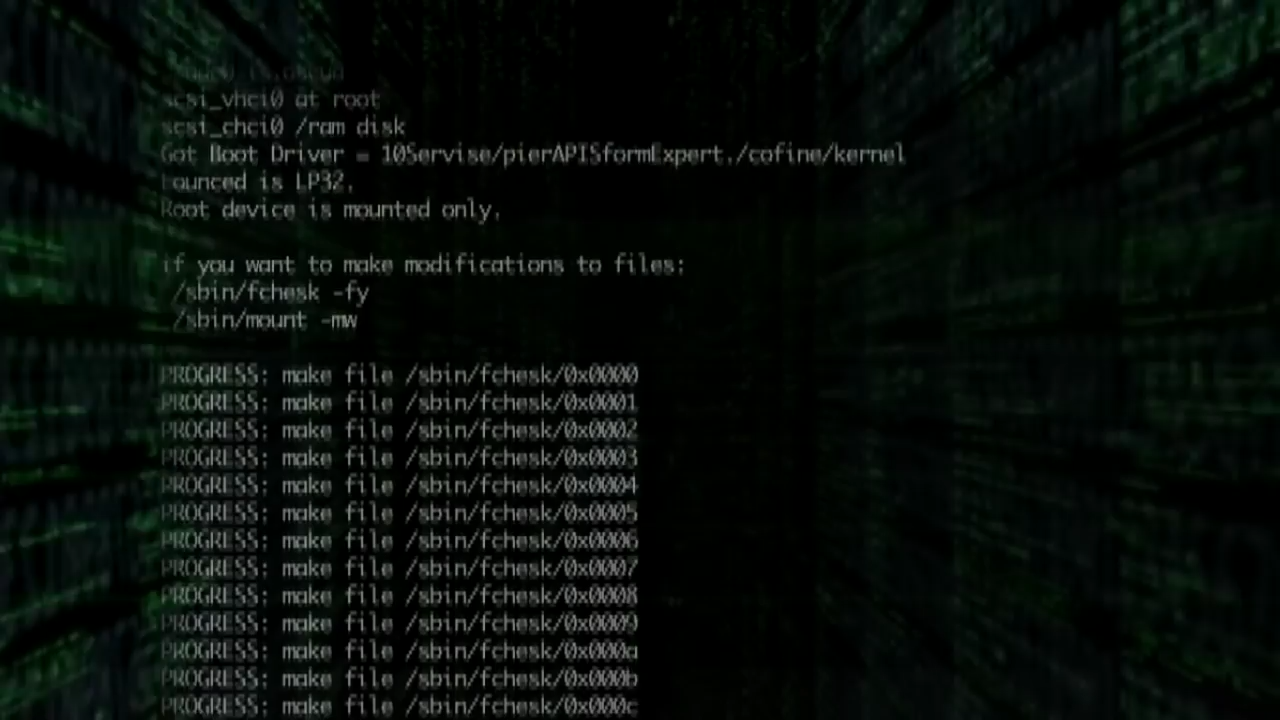 scsi_vhci0 at root
scsi_chci0 /ram disk
Got Boot Driver = 10Servise/pierAPISformExpert./cofine/kernel
ounced is LP32,
Root device is mounted only,
if you want to make modifications to files:
/sbin/fchesk -fy
/sbin/mount -mw
PROGRESS: make file /sbin/fchesk/0x0000
PROGRESS: make file /sbin/fchesk/0x0001
PROGRESS: make file /sbin/fchesk/0x0002
PROGRESS: make file /sbin/fchesk/0x0003
PROGRESS: make file /sbin/fchesk/0x0004
PROGRESS: make file /sbin/fchesk/0x0005
PROGRESS: make file /sbin/fchesk/0x0006
PROGRESS: make file /sbin/fchesk/0x0007
PROGRESS: make file /sbin/fchesk/0x0008
PROGRESS: make file /sbin/fchesk/0x0009
PROGRESS: make file /sbin/fchesk/0x000a
PROGRESS: make file /sbin/fchesk/0x000b
PROGRESS: make file /sbin/fchesk/0x000c